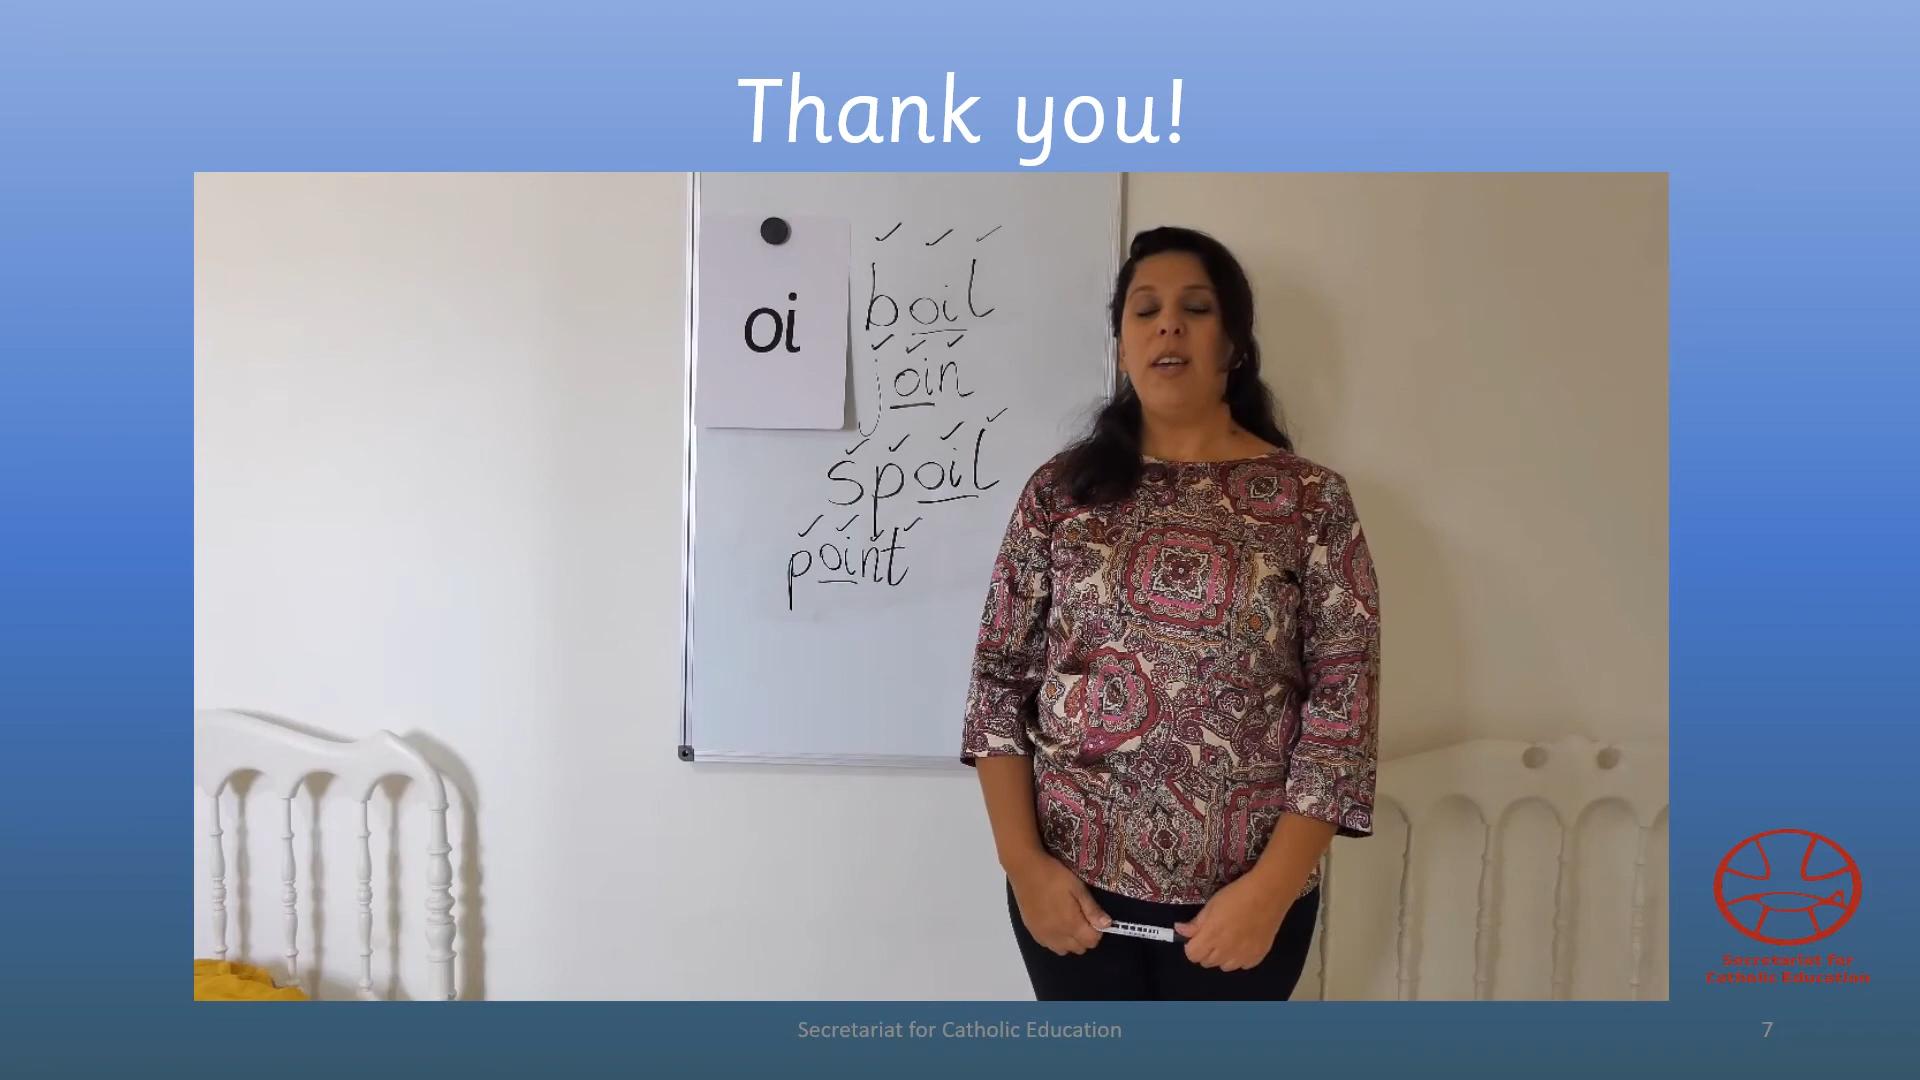 Thank you!
oi
boil
join
spoil
point
Secretariat for
Catholic Education
Secretariat for Catholic Education
7